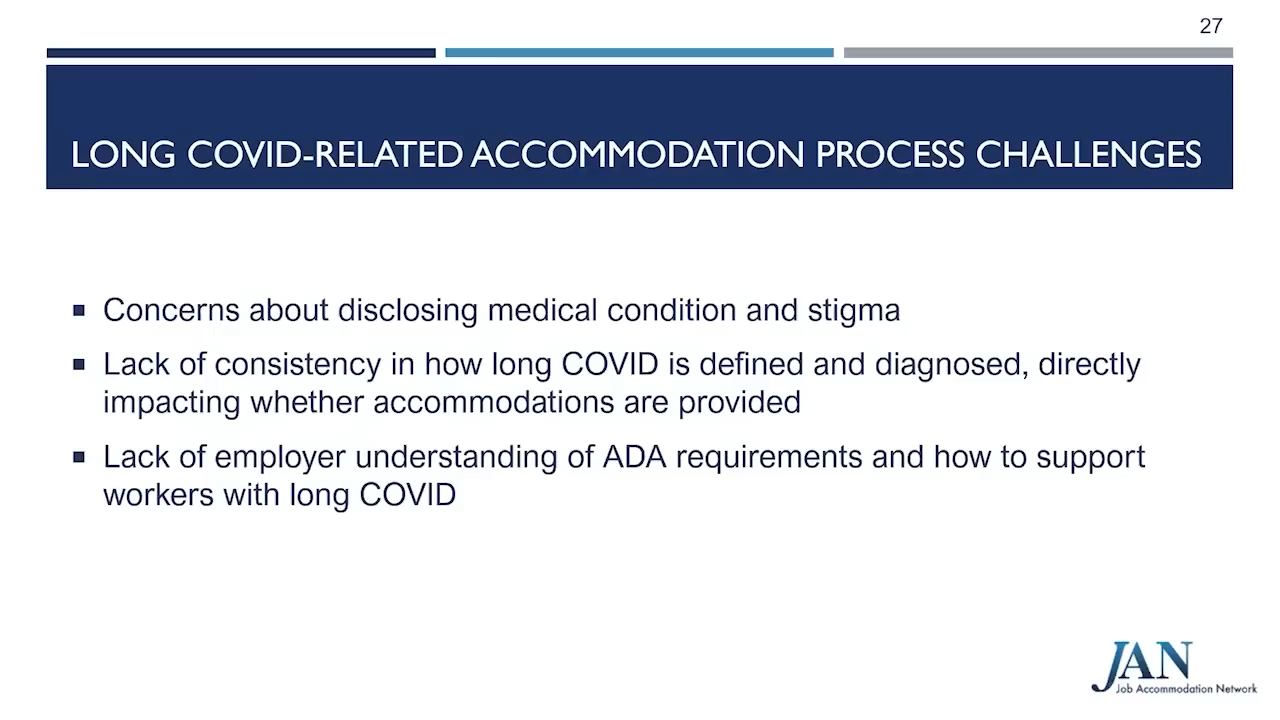 27
LONG COVID-RELATED ACCOMMODATION PROCESS CHALLENGES
▪ Concerns about disclosing medical condition and stigma
▪ Lack of consistency in how long COVID is defined and diagnosed, directly
impacting whether accommodations are provided
▪ Lack of employer understanding of ADA requirements and how to support
workers with long COVID
JAN
Job Accommodation Network